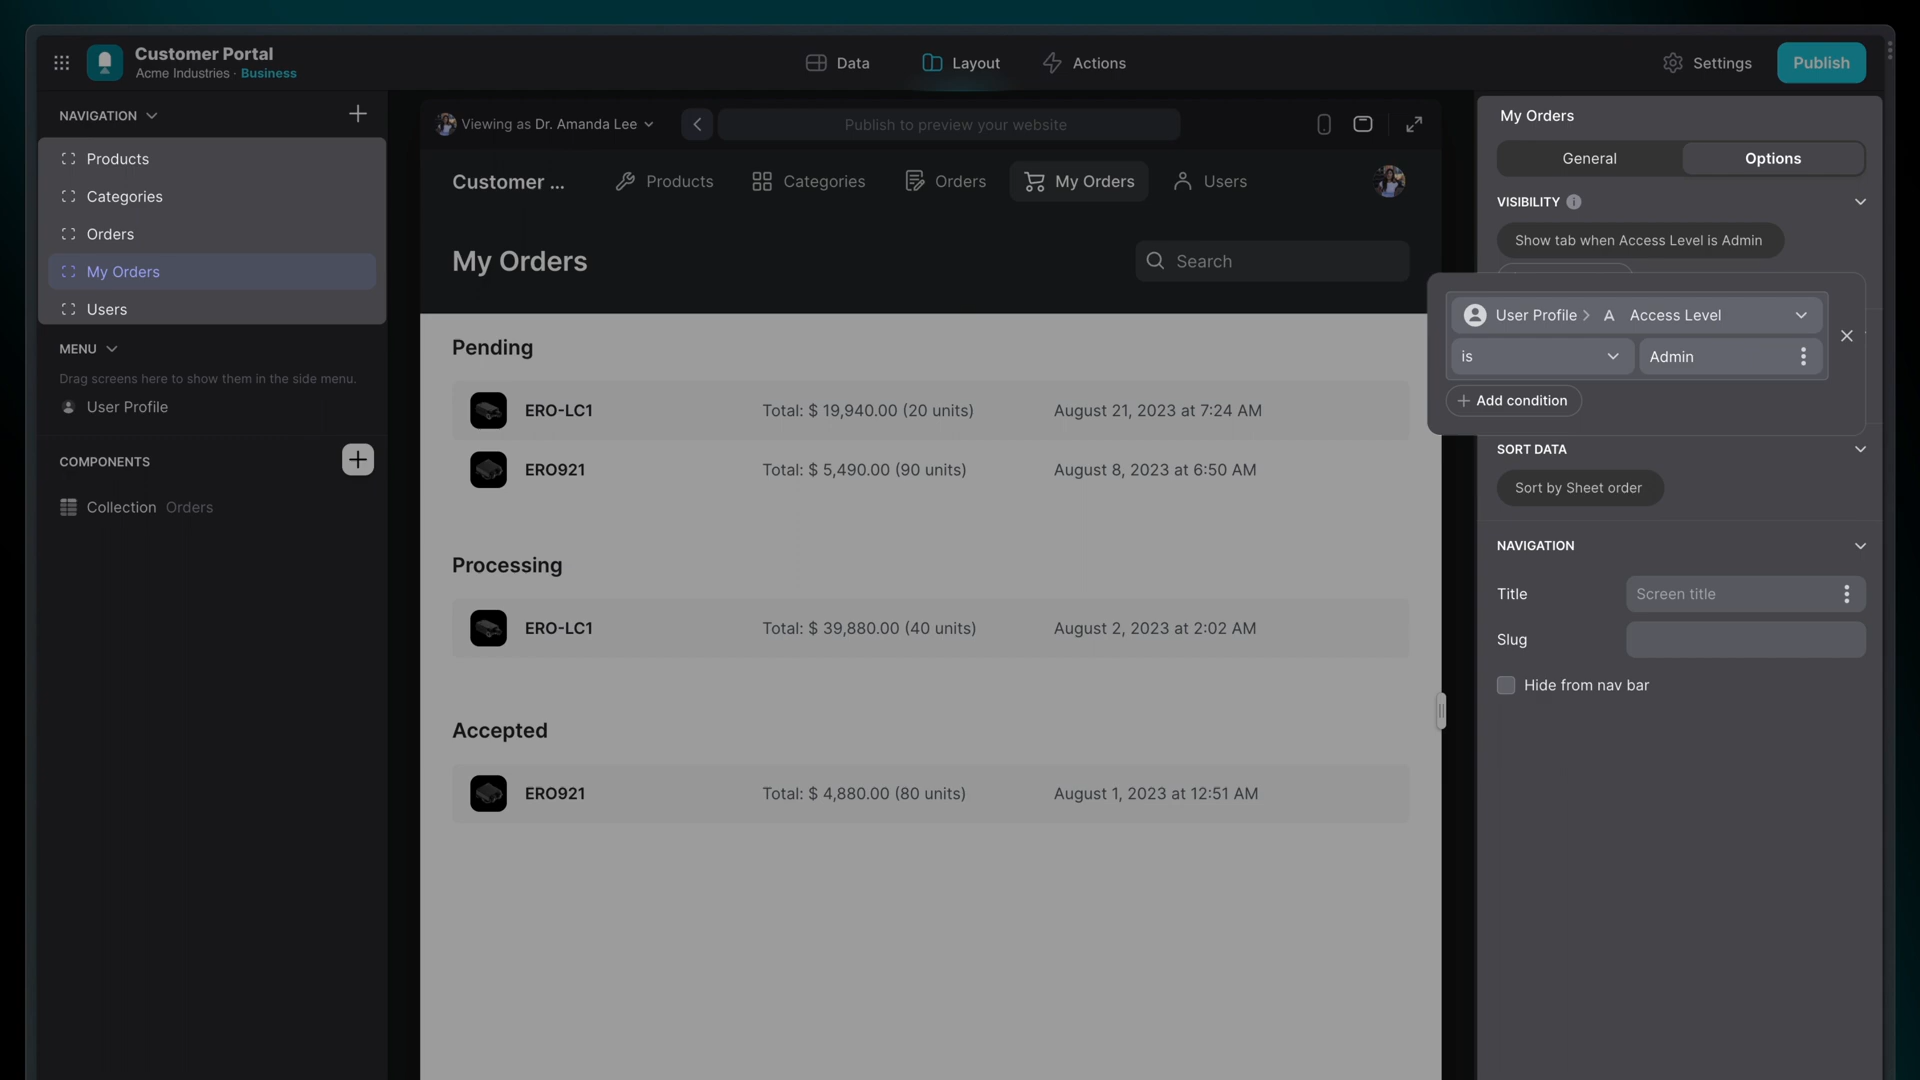 Customer Portal
Acme Industries · Business
Data
Layout
Actions
Settings
Publish
NAVIGATION
Products
Categories
Orders
My Orders
Users
MENU
Drag screens here to show them in the side menu.
User Profile
COMPONENTS
Collection Orders
Viewing as Dr. Amanda Lee
Publish to preview your website
Customer ...
Products
Categories
Orders
My Orders
Users
My Orders
Search
Pending
ERO-LC1 Total: $ 19,940.00 (20 units) August 21, 2023 at 7:24 AM
ERO921 Total: $ 5,490.00 (90 units) August 8, 2023 at 6:50 AM
Processing
ERO-LC1 Total: $ 39,880.00 (40 units) August 2, 2023 at 2:02 AM
Accepted
ERO921 Total: $ 4,880.00 (80 units) August 1, 2023 at 12:51 AM
My Orders
General
Options
VISIBILITY
Show tab when Access Level is Admin
User Profile > A Access Level
is
Admin
+ Add condition
SORT DATA
Sort by Sheet order
NAVIGATION
Title
Screen title
Slug
Hide from nav bar